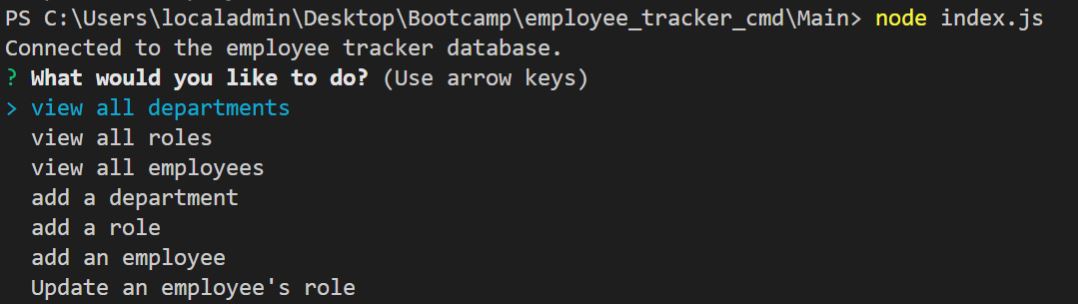 PS C:\Users\localadmin\Desktop\Bootcamp\employee_tracker_cmd\Main> node index.js
Connected to the employee tracker database.
? What would you like to do? (Use arrow keys)
> view all departments
view all roles
view all employees
add a department
add a role
add an employee
Update an employee's role